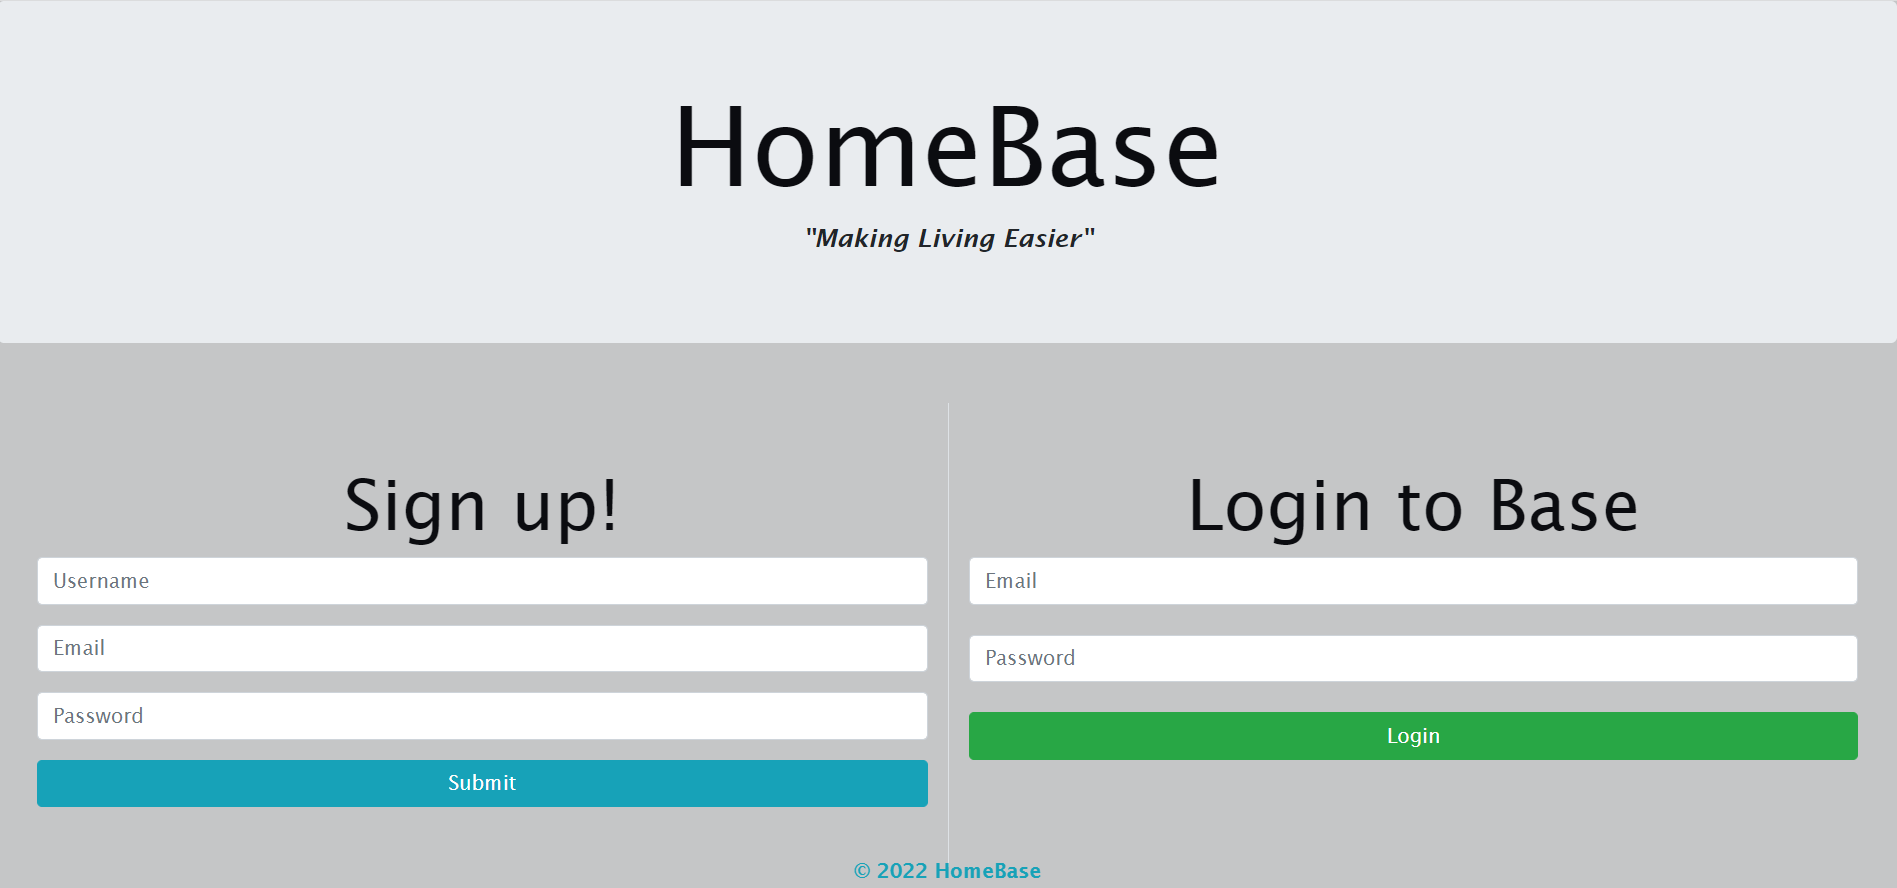 HomeBase
"Making Living Easier"
Sign up!
Username
Email
Password
Submit
Login to Base
Email
Password
Login
© 2022 HomeBase